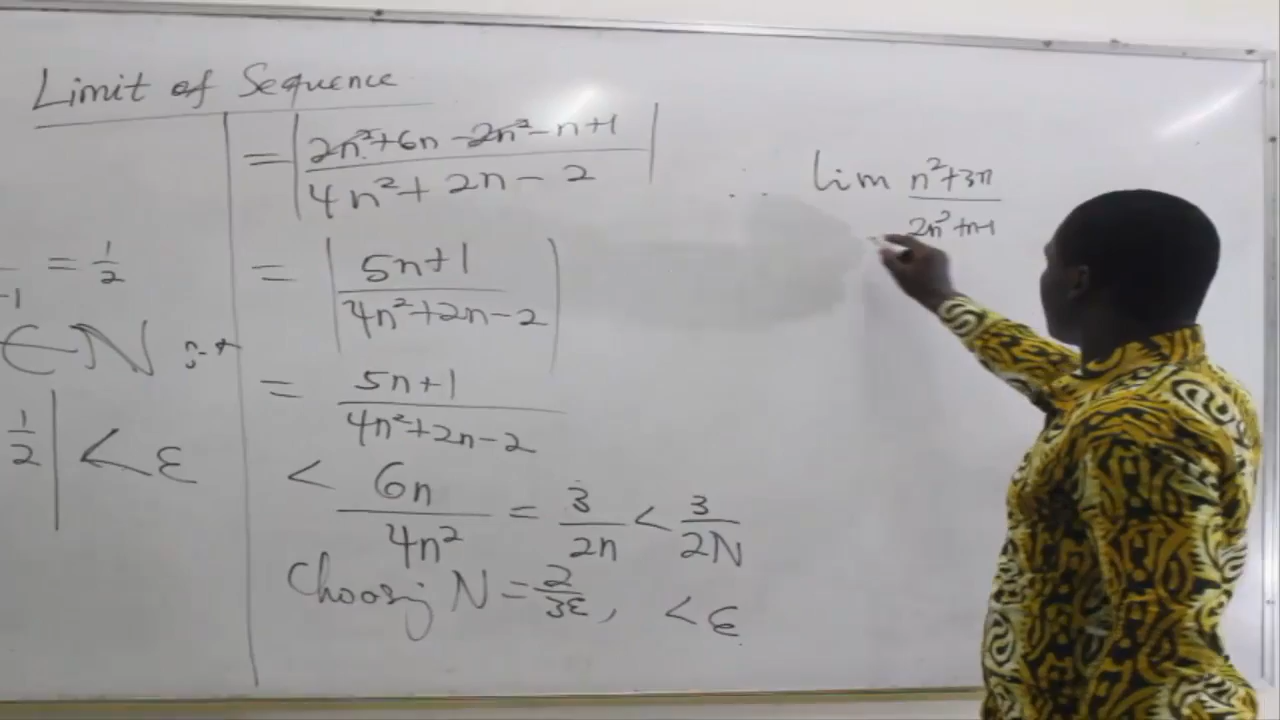 Limit of Sequence
-1 = 1/2
∈ N s.t
1/2 | < ε
= | 2n²+6n-2n²-n+1 / 4n²+2n-2 |
= | 5n+1 / 4n²+2n-2 |
= 5n+1 / 4n²+2n-2
< 6n / 4n² = 3 / 2n < 3 / 2N
Choosing N = 2/3ε, < ε
∴ lim n²+3n / 2n²+n-1